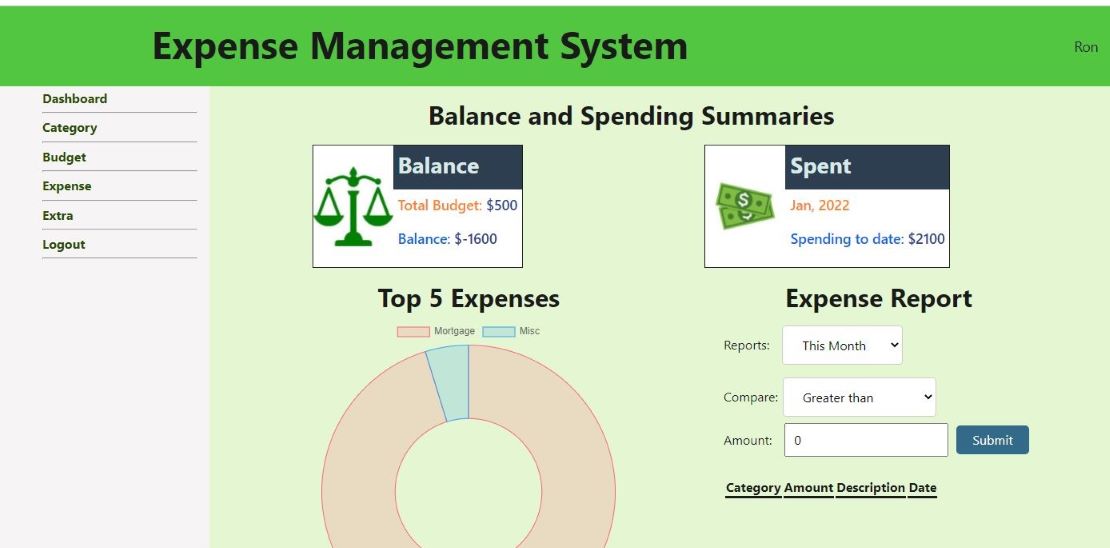 Expense Management System
Ron
Dashboard
Category
Budget
Expense
Extra
Logout
Balance and Spending Summaries
Balance
Total Budget: $500
Balance: $-1600
Spent
Jan, 2022
Spending to date: $2100
Top 5 Expenses
Mortgage Misc
Expense Report
Reports: This Month
Compare: Greater than
Amount: 0 Submit
Category Amount Description Date